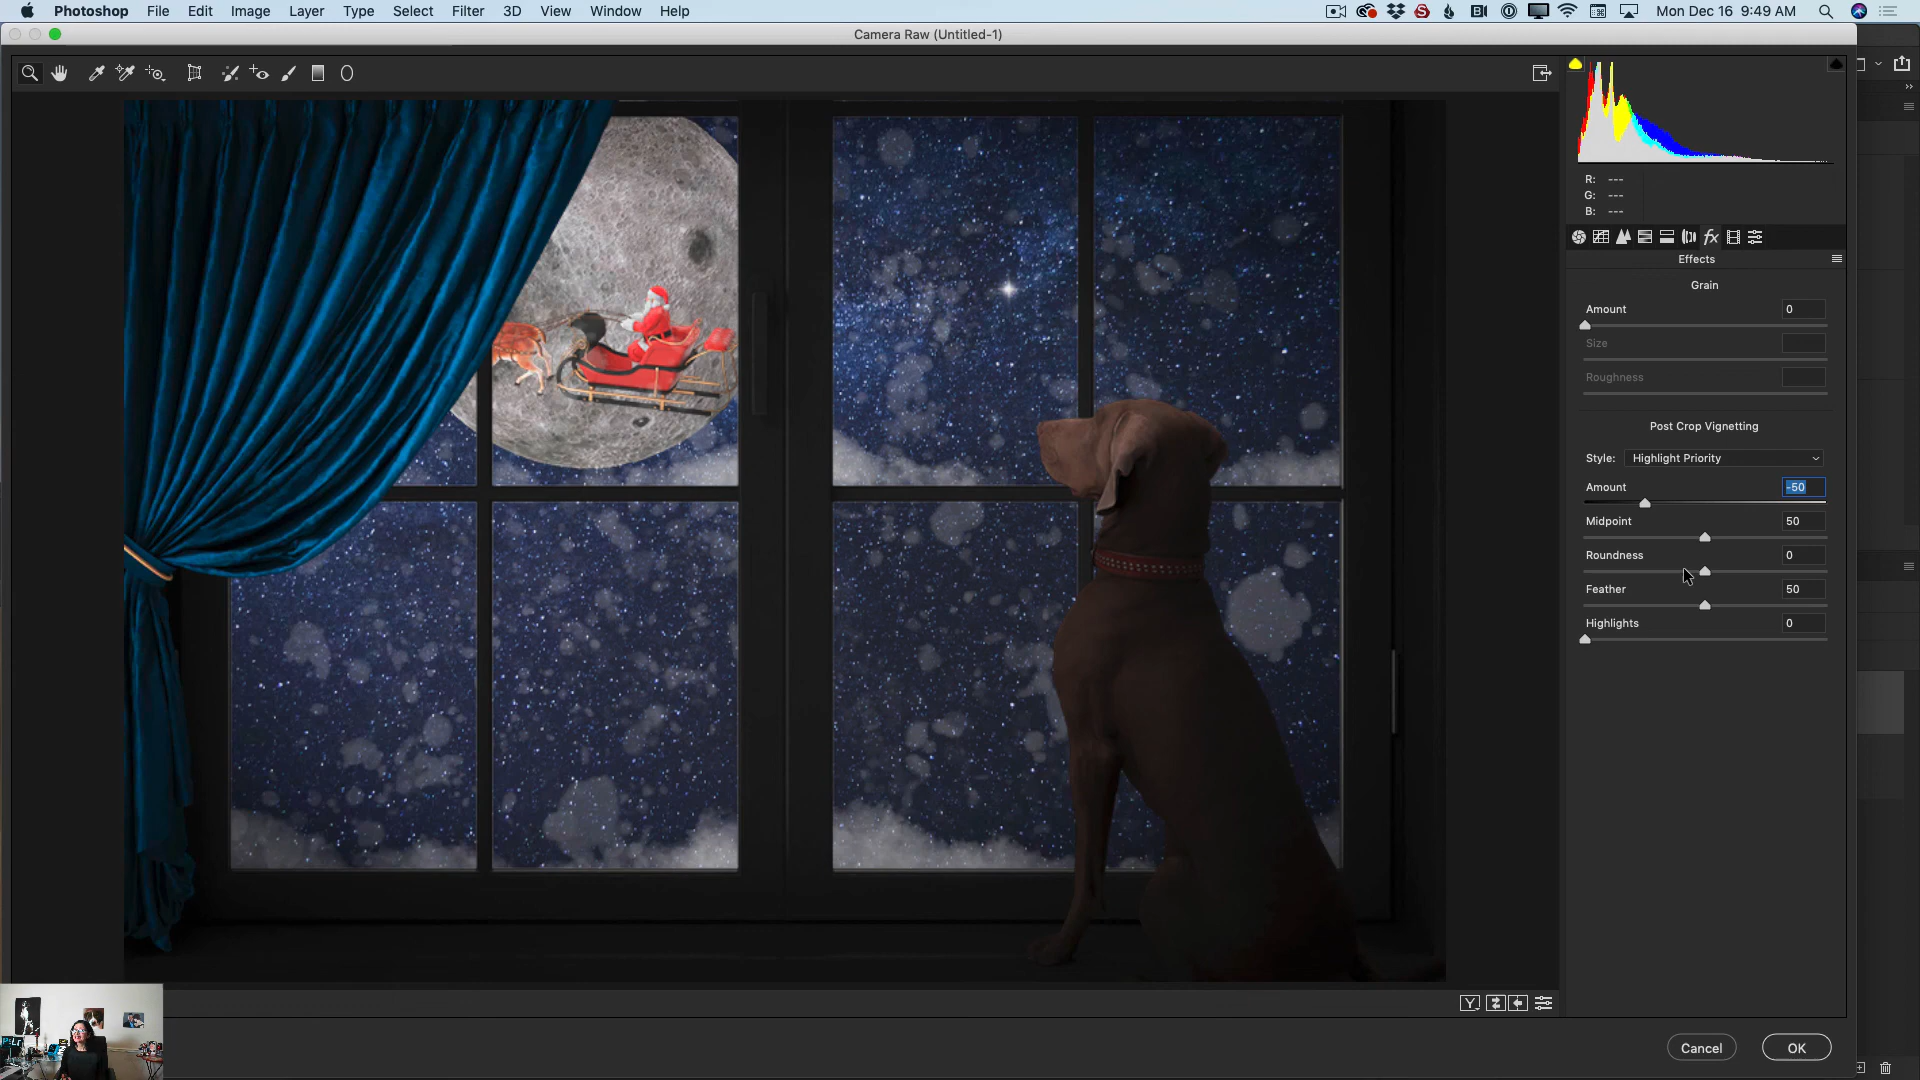 Photoshop File Edit Image Layer Type Select Filter 3D View Window Help
Mon Dec 16 9:49 AM
Camera Raw (Untitled-1)
R: ---
G: ---
B: ---
fx
Effects
Grain
Amount 0
Size
Roughness
Post Crop Vignetting
Style: Highlight Priority
Amount -50
Midpoint 50
Roundness 0
Feather 50
Highlights 0
Y
Cancel OK